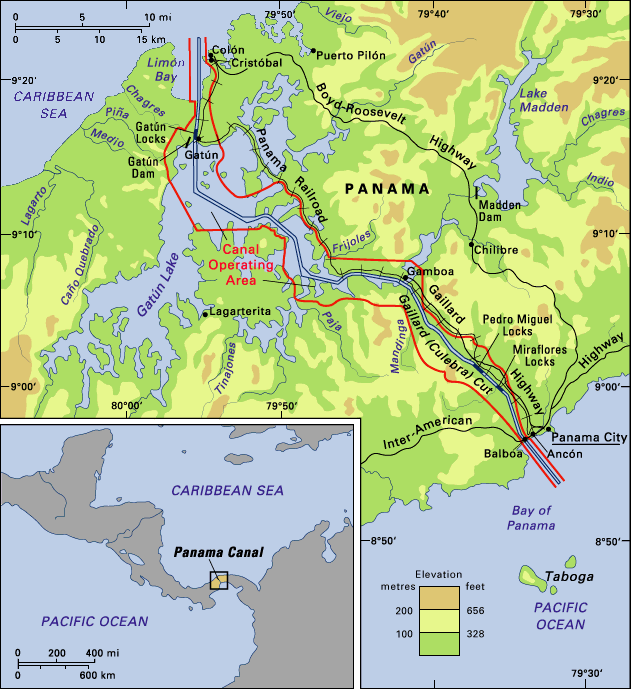 0 5 10 mi
0 5 10 15 km
79°50′
79°40′
79°30′
Viejo
Colón
Cristóbal
Puerto Pilón
Limón
Bay
Gatún
9°20′
9°20′
CARIBBEAN
SEA
Chagres
Piña
Medio
Gatún
Locks
Gatún
Dam
Gatún
Boyd-Roosevelt
Highway
Lake
Madden
Chagres
Panama
Railroad
PANAMA
Indio
Madden
Dam
Lagarto
Caño Quebrado
9°10′
9°10′
Frijoles
Chilibre
Canal
Operating
Area
Gatún Lake
Gamboa
Gaillard
Highway
Lagarterita
Paja
Mandinga
Gaillard (Culebra) Cut
Pedro Miguel
Locks
Miraflores
Locks
Highway
Tinajones
9°00′
9°00′
80°00′
79°50′
Inter-American
Panama City
Balboa
Ancón
Bay of
Panama
8°50′
8°50′
Taboga
PACIFIC
OCEAN
Elevation
metres feet
200 656
100 328
79°40′
79°30′
CARIBBEAN SEA
Panama Canal
PACIFIC OCEAN
0 200 400 mi
0 600 km